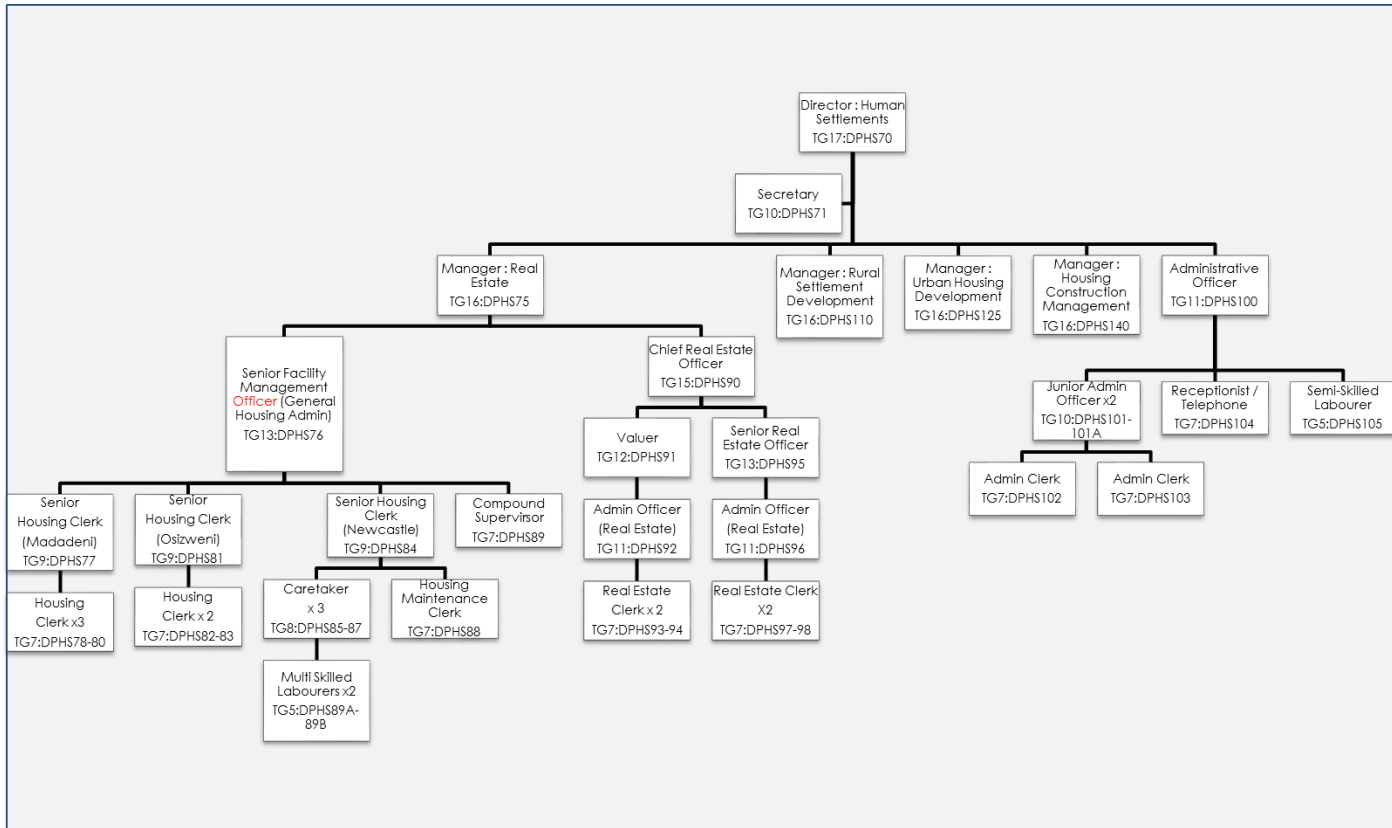 Director : Human
Settlements
TG17:DPHS70
Secretary
TG10:DPHS71
Manager : Real
Estate
TG16:DPHS75
Manager : Rural
Settlement
Development
TG16:DPHS110
Manager :
Urban Housing
Development
TG16:DPHS125
Manager :
Housing
Construction
Management
TG16:DPHS140
Administrative
Officer
TG11:DPHS100
Senior Facility
Management
Officer (General
Housing Admin)
TG13:DPHS76
Chief Real Estate
Officer
TG15:DPHS90
Junior Admin
Officer x2
TG10:DPHS101-
101A
Receptionist /
Telephone
TG7:DPHS104
Semi-Skilled
Labourer
TG5:DPHS105
Valuer
TG12:DPHS91
Senior Real
Estate Officer
TG13:DPHS95
Admin Clerk
TG7:DPHS102
Admin Clerk
TG7:DPHS103
Senior
Housing Clerk
(Madadeni)
TG9:DPHS77
Senior
Housing Clerk
(Osizweni)
TG9:DPHS81
Senior Housing
Clerk
(Newcastle)
TG9:DPHS84
Compound
Supervirsor
TG7:DPHS89
Admin Officer
(Real Estate)
TG11:DPHS92
Admin Officer
(Real Estate)
TG11:DPHS96
Housing
Clerk x3
TG7:DPHS78-80
Housing
Clerk x 2
TG7:DPHS82-83
Caretaker
x 3
TG8:DPHS85-87
Housing
Maintenance
Clerk
TG7:DPHS88
Real Estate
Clerk x 2
TG7:DPHS93-94
Real Estate Clerk
X2
TG7:DPHS97-98
Multi Skilled
Labourers x2
TG5:DPHS89A-
89B